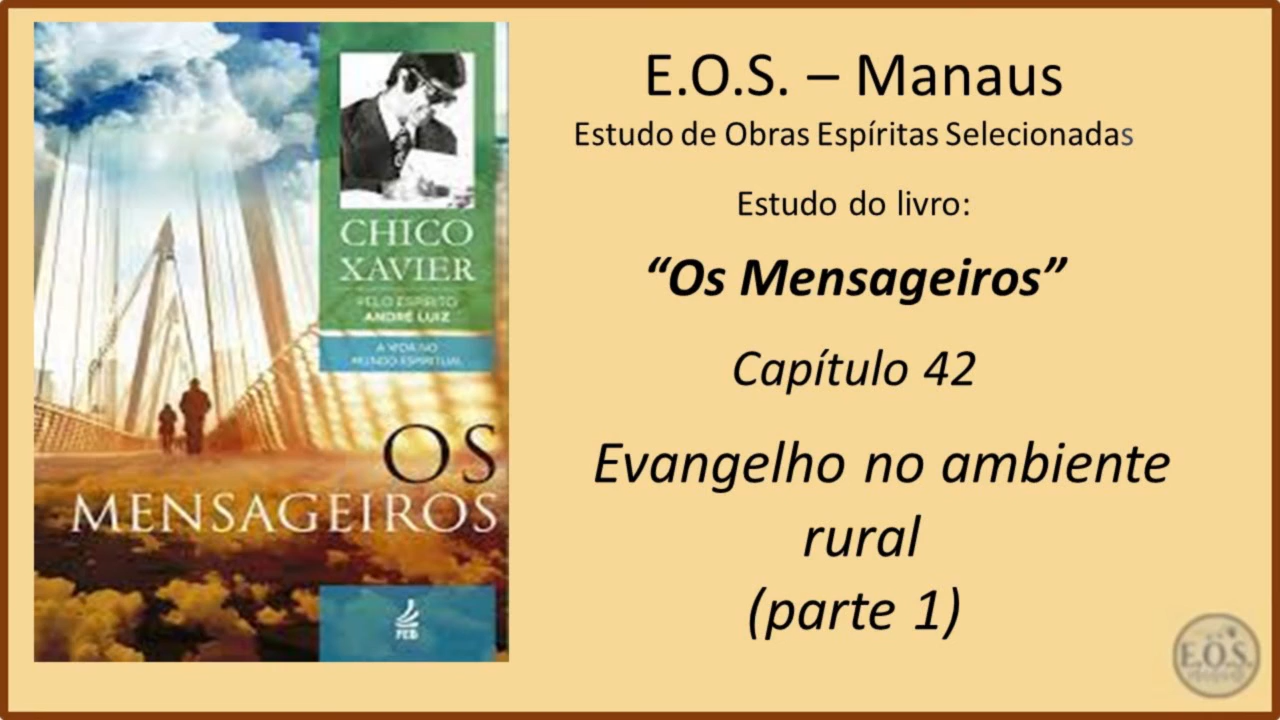 CHICO
XAVIER
PELO ESPÍRITO
ANDRÉ LUIZ
A VIDA NO
MUNDO ESPIRITUAL
OS
MENSAGEIROS
FEB
E.O.S. – Manaus
Estudo de Obras Espíritas Selecionadas
Estudo do livro:
“Os Mensageiros”
Capítulo 42
Evangelho no ambiente
rural
(parte 1)
E.O.S.